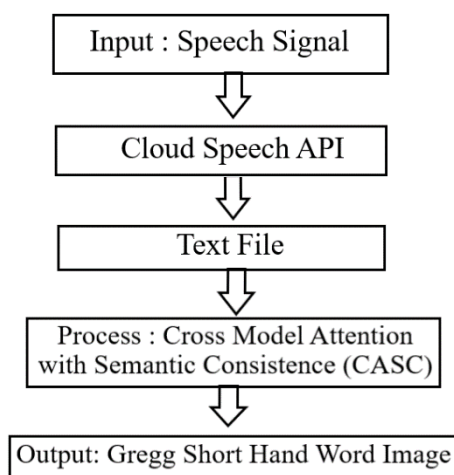 Input : Speech Signal
Cloud Speech API
Text File
Process : Cross Model Attention
with Semantic Consistence (CASC)
Output: Gregg Short Hand Word Image